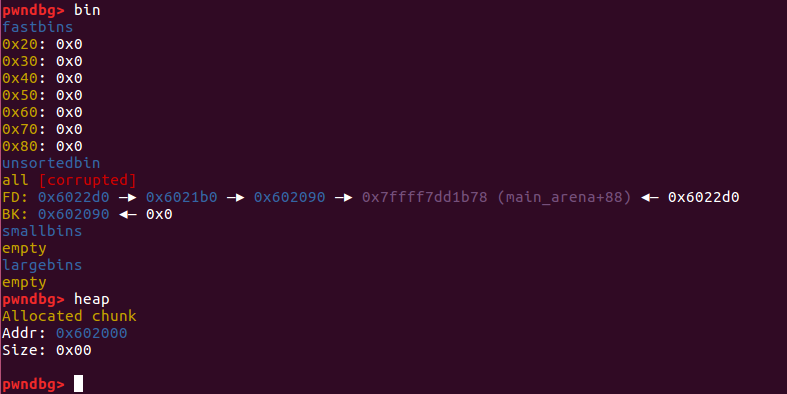 pwndbg> bin
fastbins
0x20: 0x0
0x30: 0x0
0x40: 0x0
0x50: 0x0
0x60: 0x0
0x70: 0x0
0x80: 0x0
unsortedbin
all [corrupted]
FD: 0x6022d0 —▸ 0x6021b0 —▸ 0x602090 —▸ 0x7ffff7dd1b78 (main_arena+88) ◂— 0x6022d0
BK: 0x602090 ◂— 0x0
smallbins
empty
largebins
empty
pwndbg> heap
Allocated chunk
Addr: 0x602000
Size: 0x00
pwndbg>